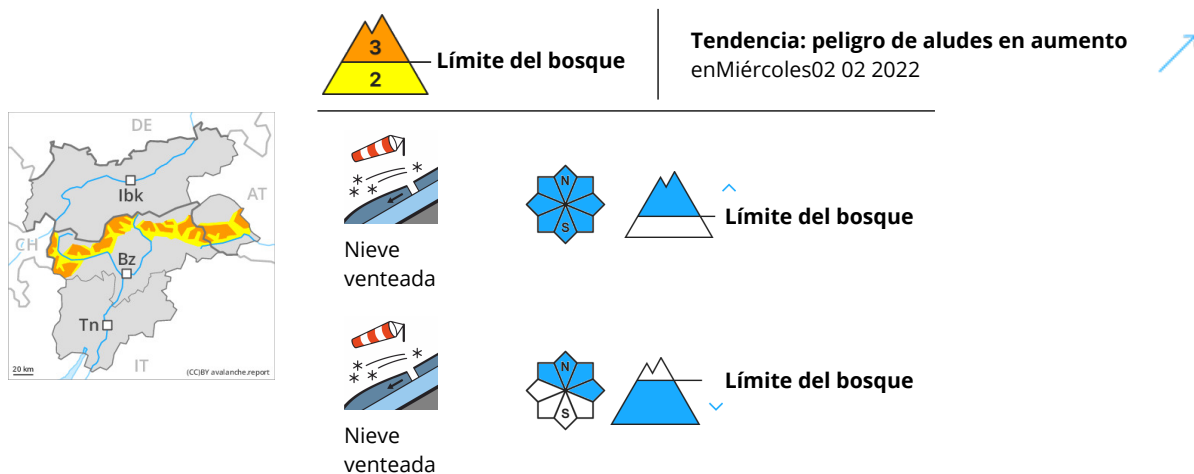 3
2
Límite del bosque
Tendencia: peligro de aludes en aumento
enMiércoles02 02 2022
DE
Ibk
AT
CH
Bz
Tn
IT
20 km
(CC)BY avalanche.report
Nieve
venteada
N
S
Límite del bosque
Nieve
venteada
N
S
Límite del bosque